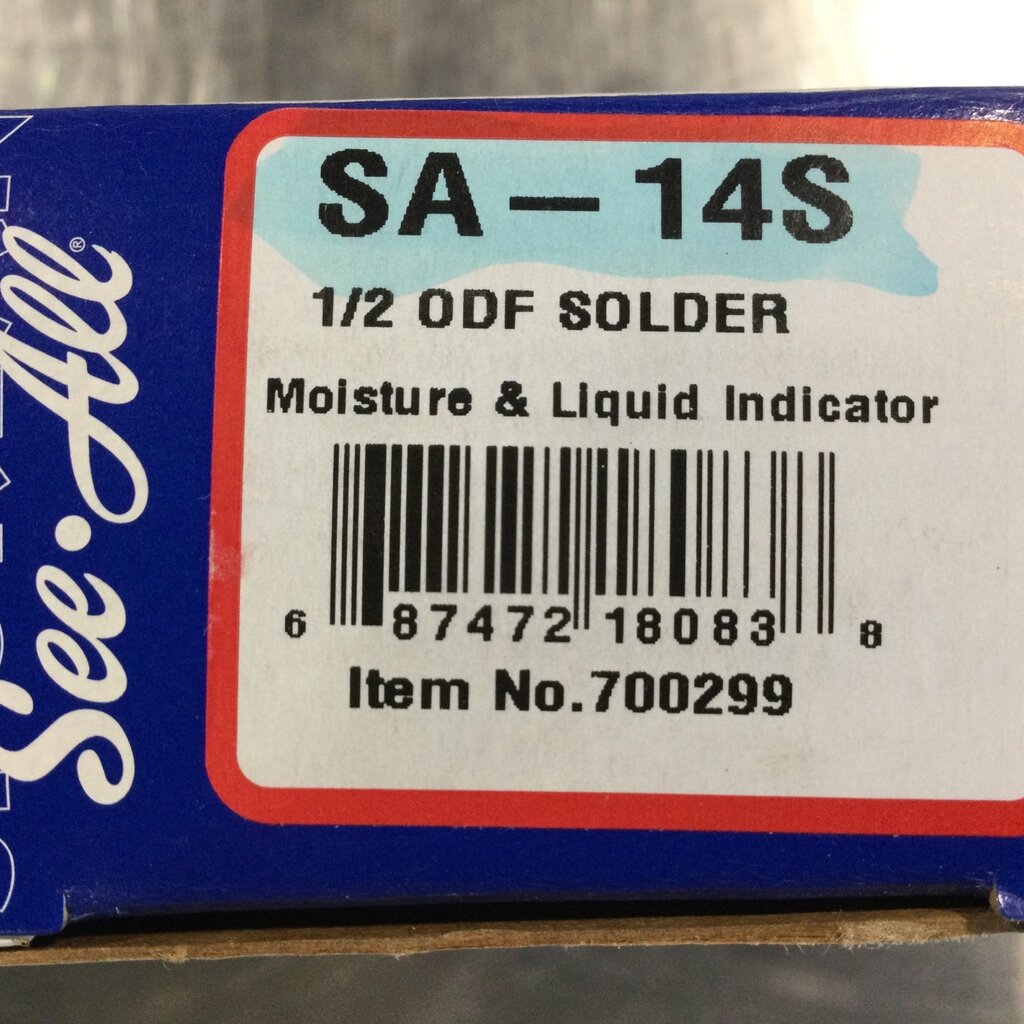 SA – 14S
1/2 ODF SOLDER
Moisture & Liquid Indicator
6 87472 18083 8
Item No.700299
See•All®